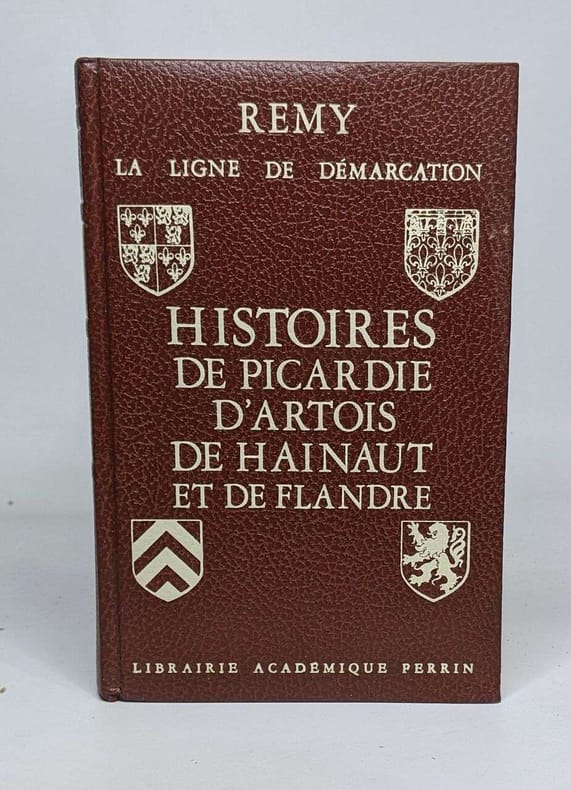 REMY
LA LIGNE DE DÉMARCATION
HISTOIRES
DE PICARDIE
D'ARTOIS
DE HAINAUT
ET DE FLANDRE
LIBRAIRIE ACADÉMIQUE PERRIN